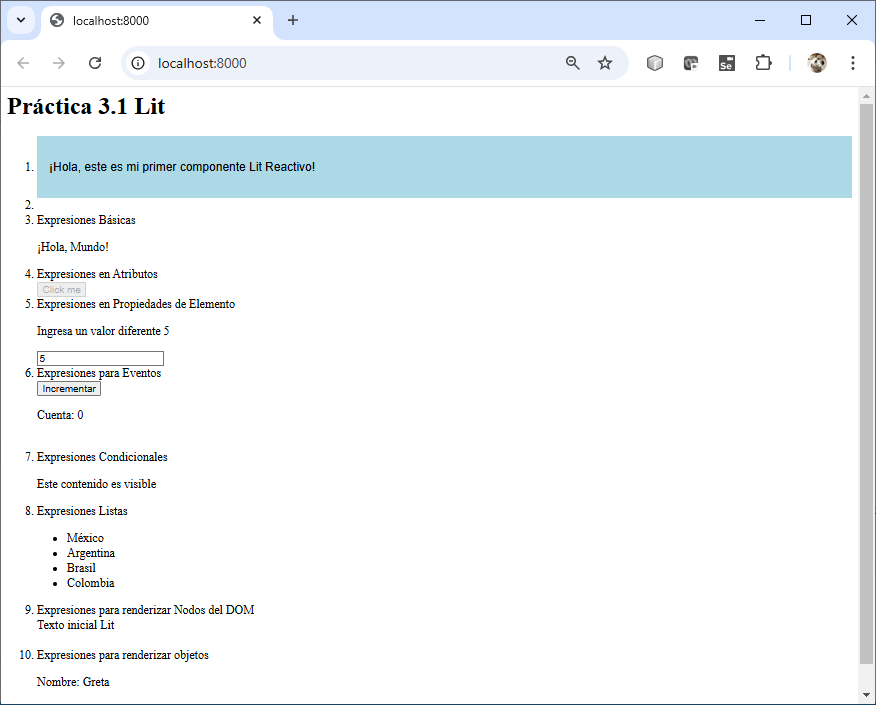 localhost:8000
localhost:8000
Se
Práctica 3.1 Lit
1. ¡Hola, este es mi primer componente Lit Reactivo!
2.
3. Expresiones Básicas
¡Hola, Mundo!
4. Expresiones en Atributos
Click me
5. Expresiones en Propiedades de Elemento
Ingresa un valor diferente 5
5
6. Expresiones para Eventos
Incrementar
Cuenta: 0
7. Expresiones Condicionales
Este contenido es visible
8. Expresiones Listas
• México
• Argentina
• Brasil
• Colombia
9. Expresiones para renderizar Nodos del DOM
Texto inicial Lit
10. Expresiones para renderizar objetos
Nombre: Greta